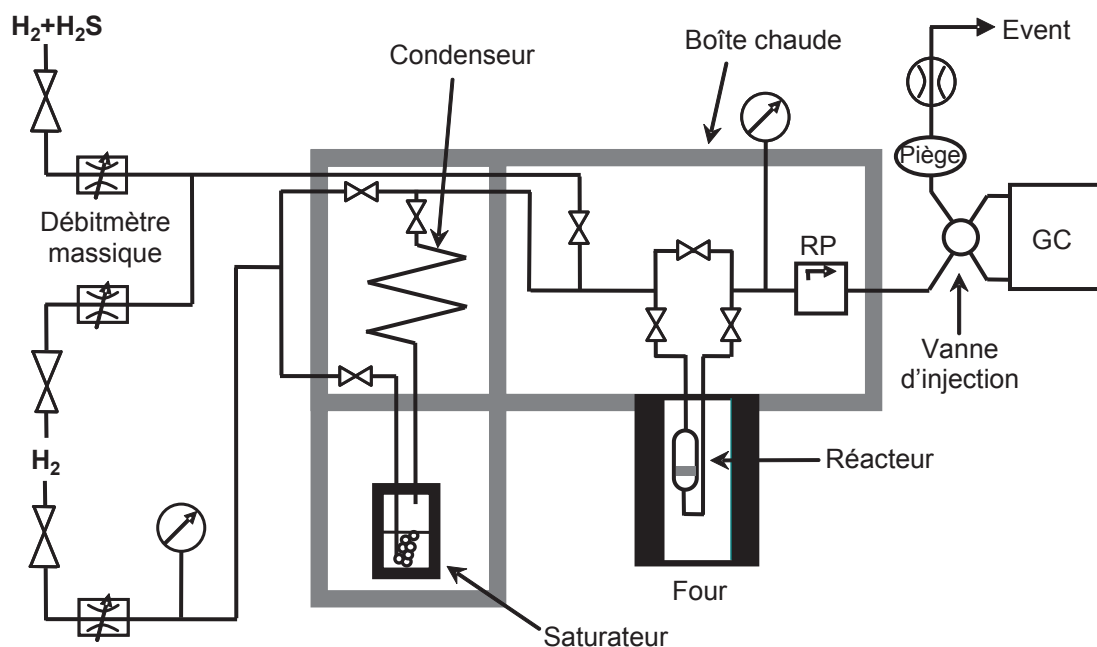 H₂+H₂S
Condenseur
Boîte chaude
Event
Piège
Débitmètre
massique
RP
GC
Vanne
d'injection
H₂
Réacteur
Four
Saturateur